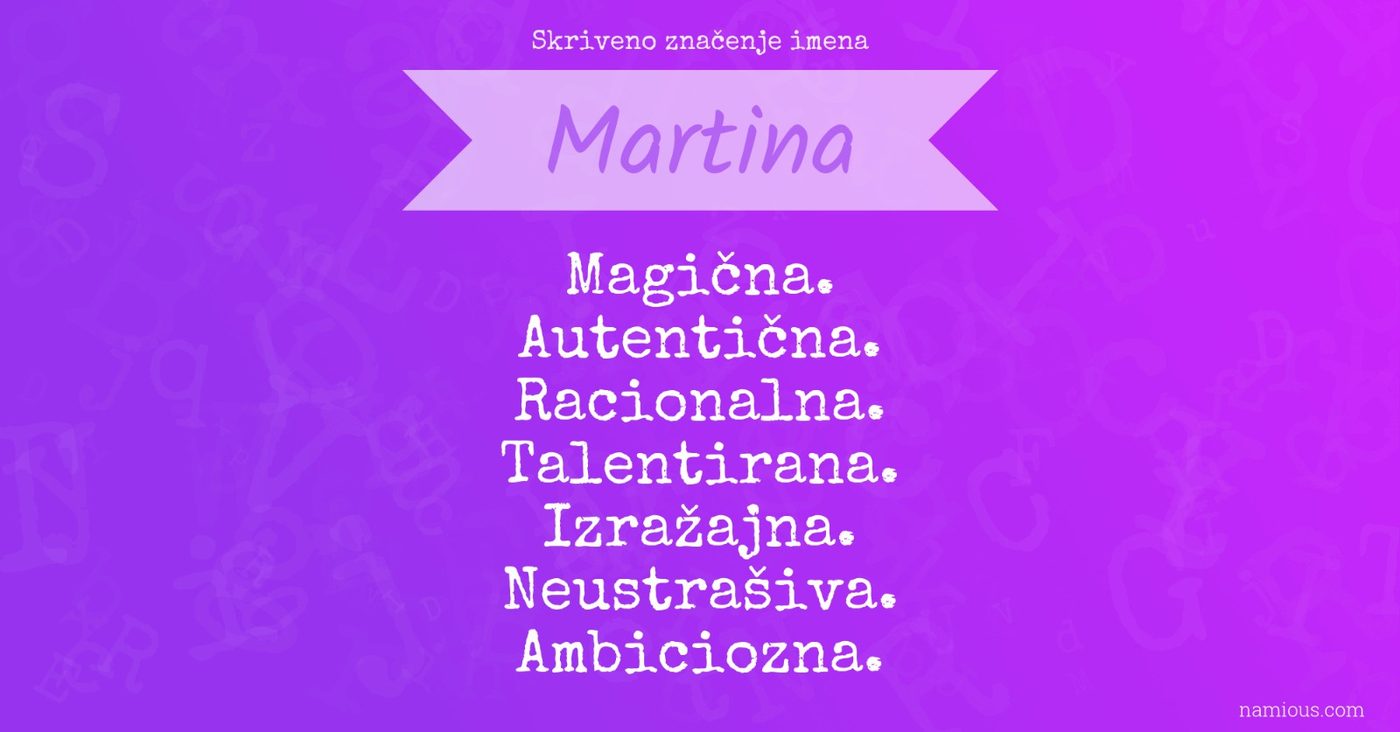 Skriveno značenje imena
Martina
Magična.
Autentična.
Racionalna.
Talentirana.
Izražajna.
Neustrašiva.
Ambiciozna.
namious.com